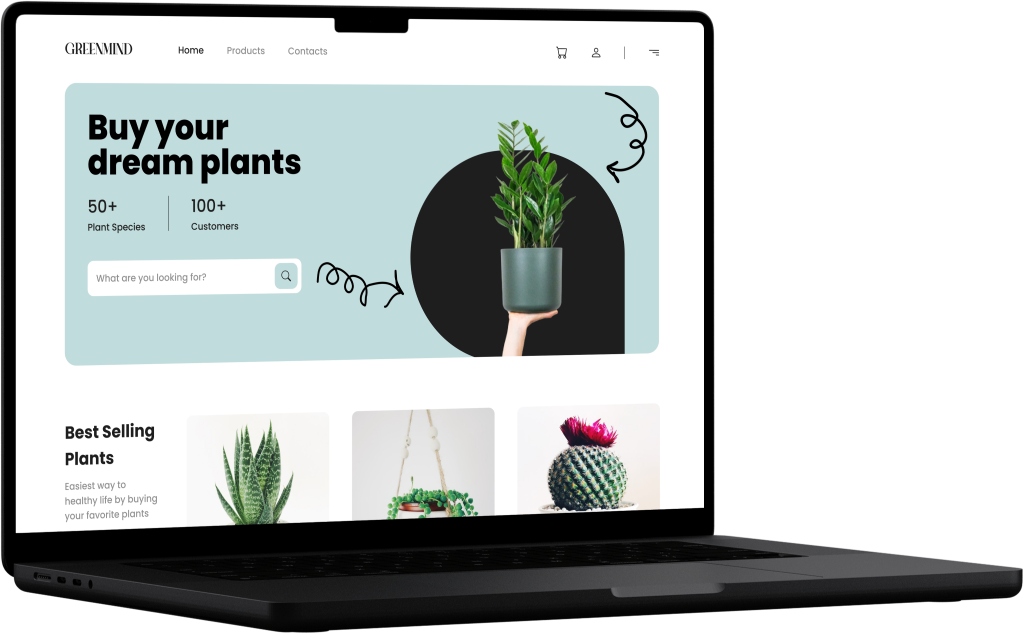 GREENMIND
Home Products Contacts
Buy your
dream plants
50+ 100+
Plant Species Customers
What are you looking for?
Best Selling
Plants
Easiest way to
healthy life by buying
your favorite plants